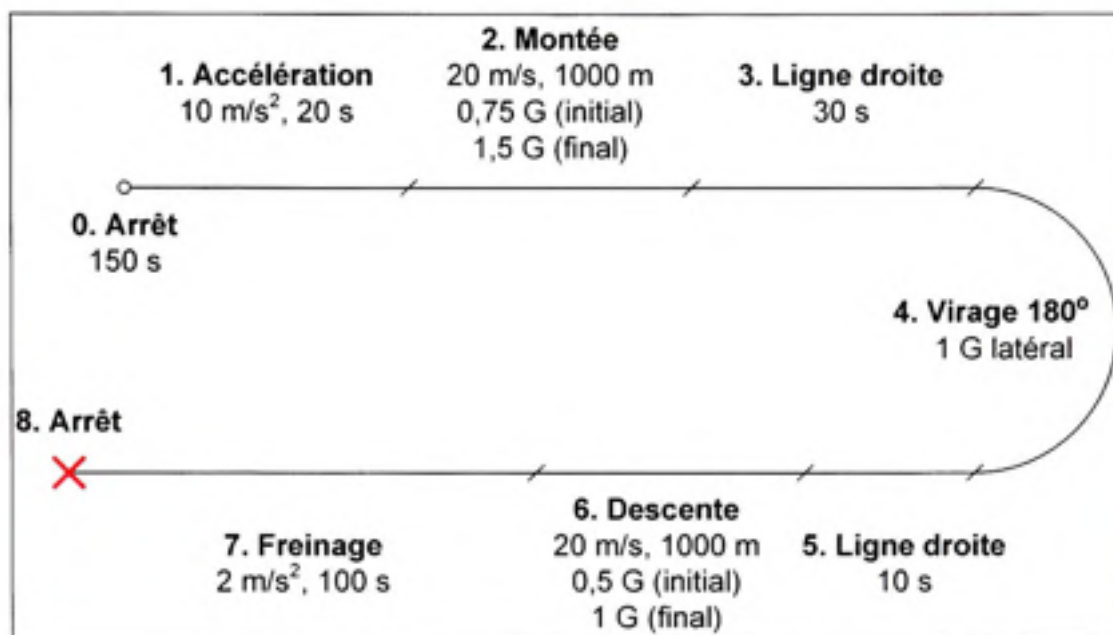 1. Accélération
10 m/s², 20 s
2. Montée
20 m/s, 1000 m
0,75 G (initial)
1,5 G (final)
3. Ligne droite
30 s
0. Arrêt
150 s
4. Virage 180º
1 G latéral
8. Arrêt
7. Freinage
2 m/s², 100 s
6. Descente
20 m/s, 1000 m
0,5 G (initial)
1 G (final)
5. Ligne droite
10 s